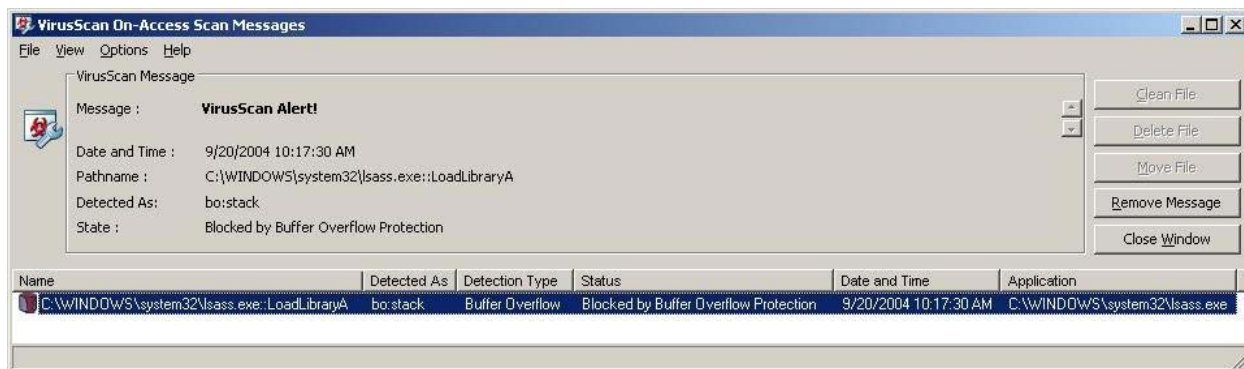 VirusScan On-Access Scan Messages
File View Options Help
VirusScan Message
Message : VirusScan Alert!
Date and Time : 9/20/2004 10:17:30 AM
Pathname : C:\WINDOWS\system32\lsass.exe::LoadLibraryA
Detected As: bo:stack
State : Blocked by Buffer Overflow Protection
Clean File
Delete File
Move File
Remove Message
Close Window
Name Detected As Detection Type Status Date and Time Application
C:\WINDOWS\system32\lsass.exe::LoadLibraryA bo:stack Buffer Overflow Blocked by Buffer Overflow Protection 9/20/2004 10:17:30 AM C:\WINDOWS\system32\lsass.exe